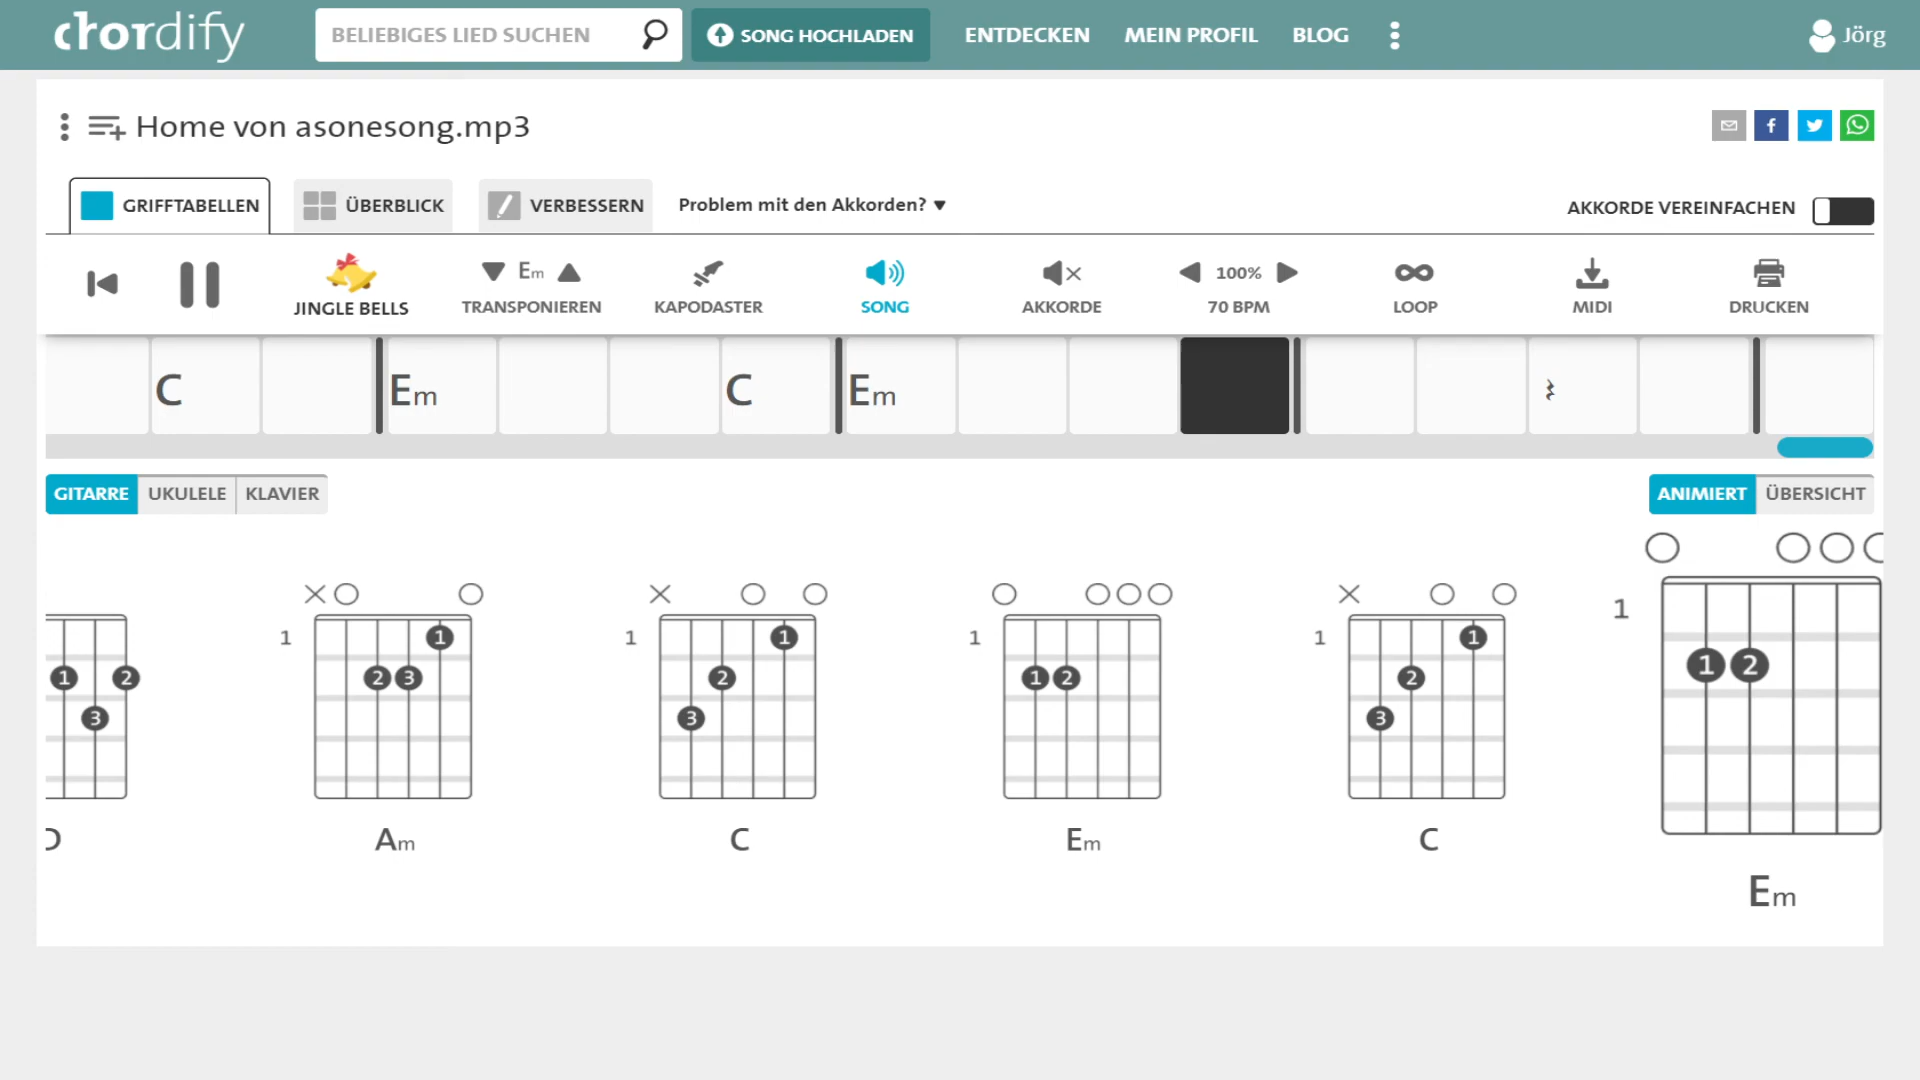 chordify BELIEBIGES LIED SUCHEN SONG HOCHLADEN ENTDECKEN MEIN PROFIL BLOG Jörg
Home von asonesong.mp3
GRIFFTABELLEN ÜBERBLICK VERBESSERN Problem mit den Akkorden? AKKORDE VEREINFACHEN
Em 100%
JINGLE BELLS TRANSPONIEREN KAPODASTER SONG AKKORDE 70 BPM LOOP MIDI DRUCKEN
C Em C Em
GITARRE UKULELE KLAVIER ANIMIERT ÜBERSICHT
1 1 1 1 1
1 1 1
1 2 2 3 2 1 2 2 1 2
3 3 3
D Am C Em C Em